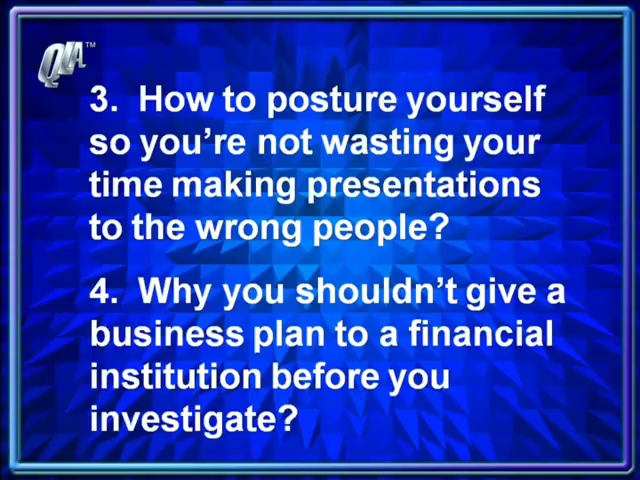 QLA™
3. How to posture yourself
so you're not wasting your
time making presentations
to the wrong people?
4. Why you shouldn't give a
business plan to a financial
institution before you
investigate?